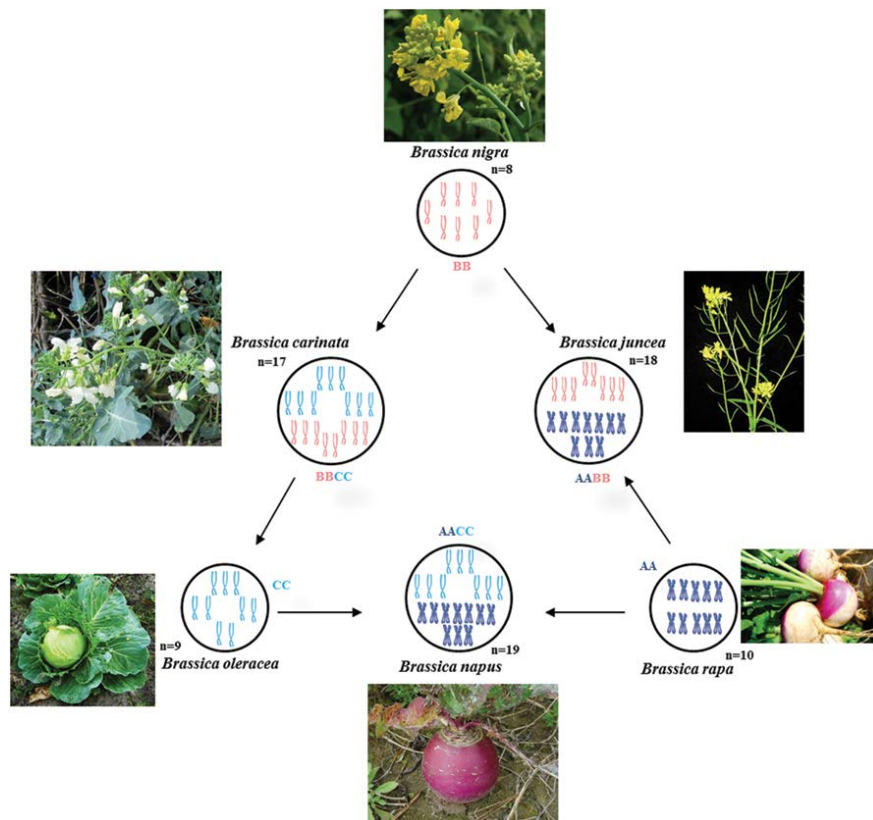 Brassica nigra
n=8
BB
Brassica carinata
n=17
BBCC
Brassica juncea
n=18
AABB
AACC
CC
AA
n=9
Brassica oleracea
n=19
Brassica napus
n=10
Brassica rapa